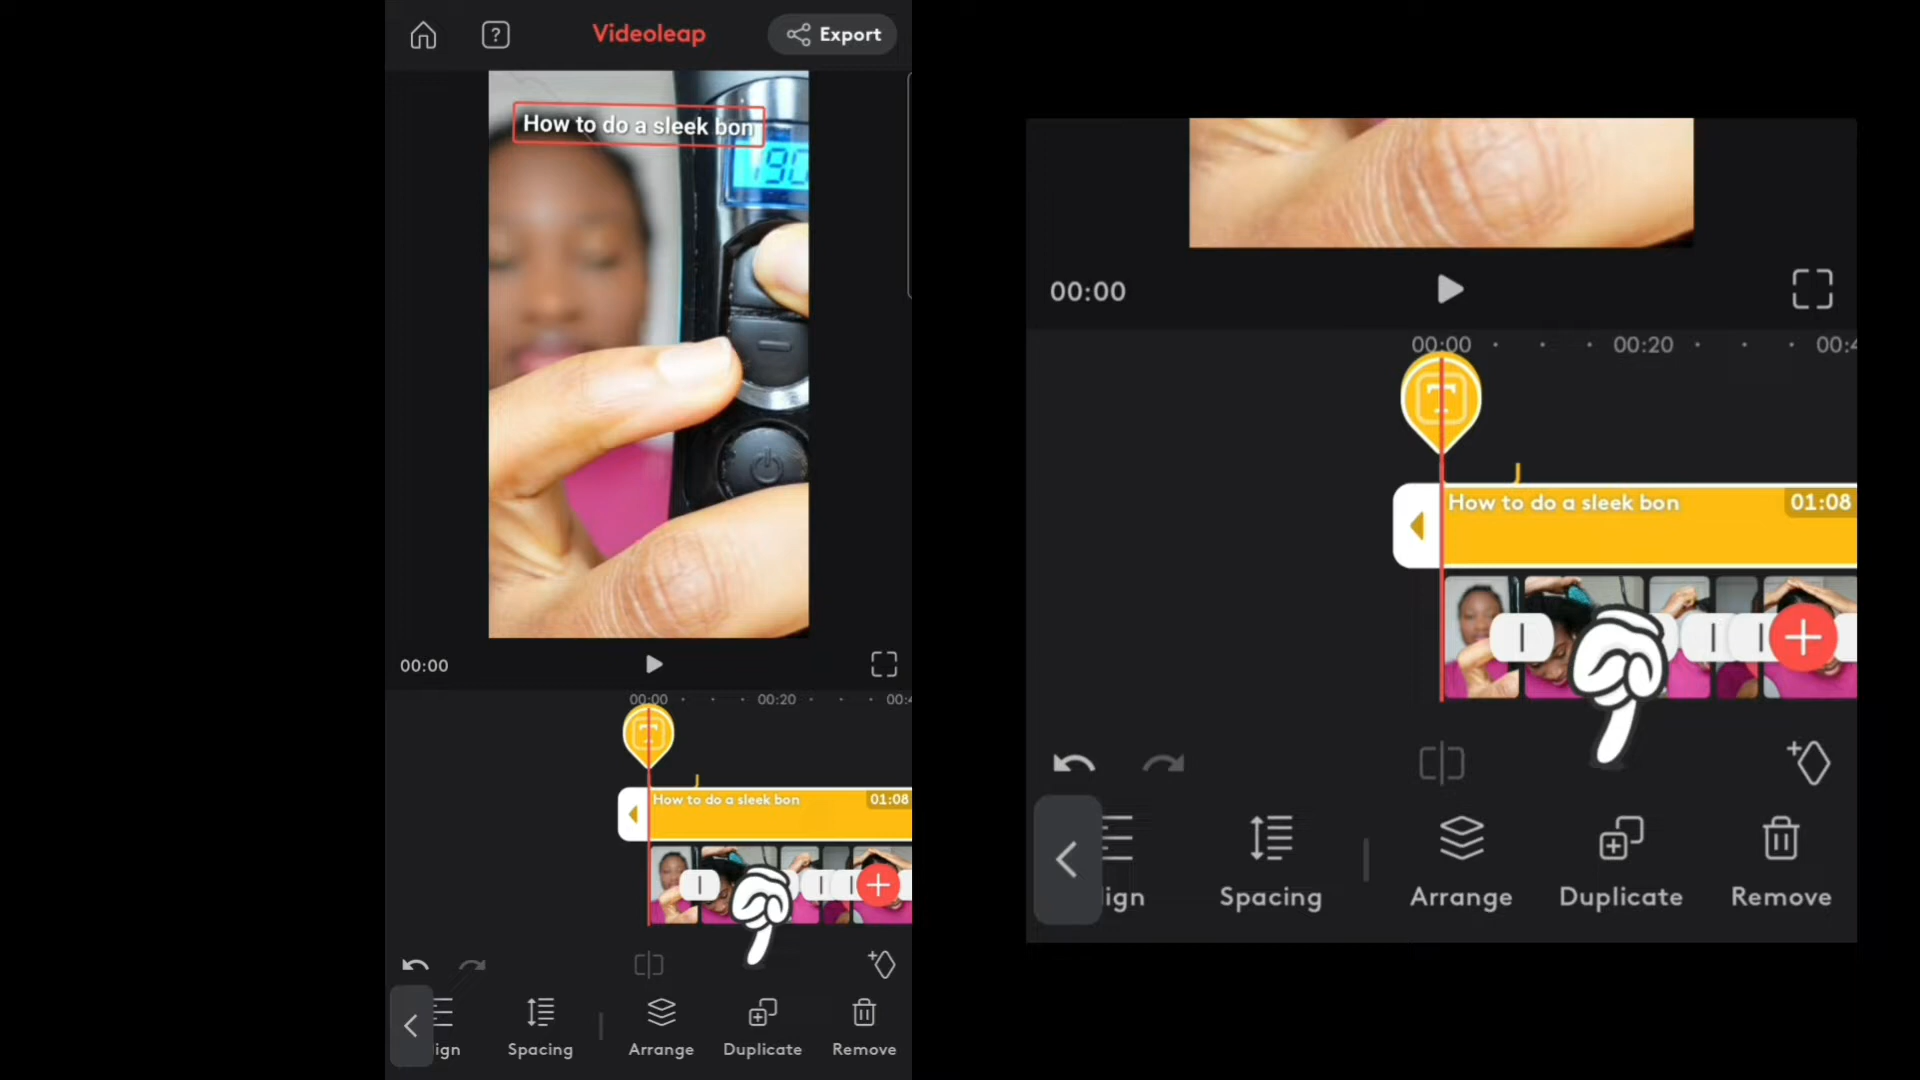 Videoleap
Export
How to do a sleek bon
190
00:00
00:00
00:20
How to do a sleek bon
01:08
ign
Spacing
Arrange
Duplicate
Remove
00:00
00:00
00:20
How to do a sleek bon
01:08
ign
Spacing
Arrange
Duplicate
Remove